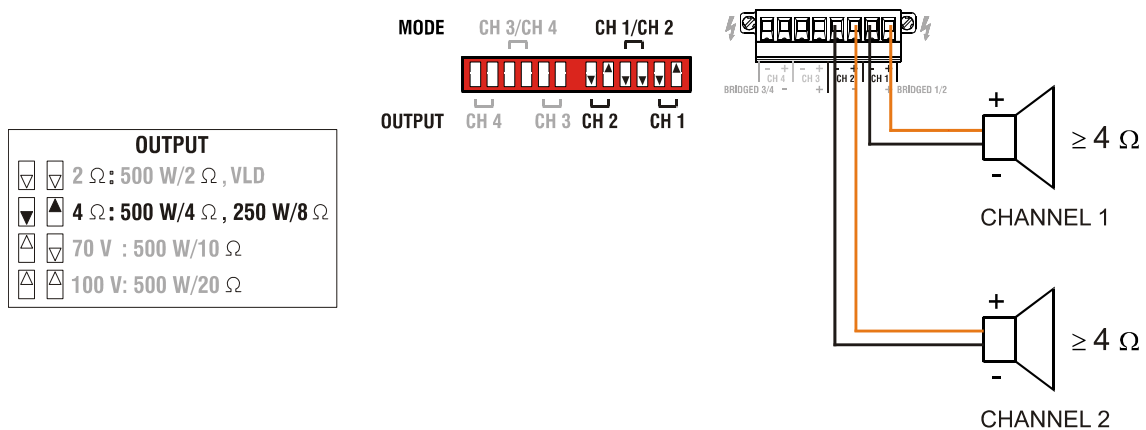 MODE CH 3/CH 4 CH 1/CH 2
OUTPUT CH 4 CH 3 CH 2 CH 1
- + - + - + - +
CH 4 CH 3 CH 2 CH 1
BRIDGED 3/4 - + - + BRIDGED 1/2
OUTPUT
2 Ω: 500 W/2 Ω , VLD
4 Ω: 500 W/4 Ω , 250 W/8 Ω
70 V : 500 W/10 Ω
100 V: 500 W/20 Ω
+
≥ 4 Ω
-
CHANNEL 1
+
≥ 4 Ω
-
CHANNEL 2